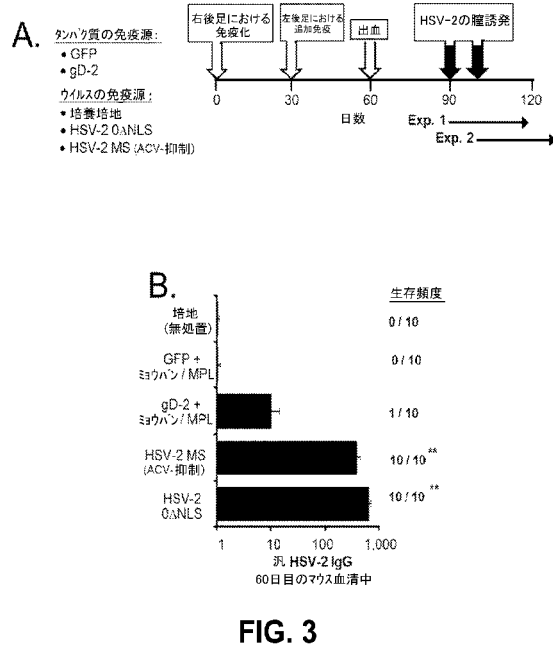 A.
タンパク質の免疫源:
• GFP
• gD-2
ウイルスの免疫源:
• 培養培地
• HSV-2 0ΔNLS
• HSV-2 MS (ACV-抑制)
右後足における
免疫化
左後足における
追加免疫
出血
HSV-2の腟誘発
0
30
60
90
120
日数
Exp. 1
Exp. 2
B.
生存頻度
培地
(無処置)
0 / 10
GFP +
ミョウバン / MPL
0 / 10
gD-2 +
ミョウバン / MPL
1 / 10
HSV-2 MS
(ACV-抑制)
10 / 10 **
HSV-2
0ΔNLS
10 / 10 **
1
10
100
1,000
汎 HSV-2 IgG
60日目のマウス血清中
FIG. 3